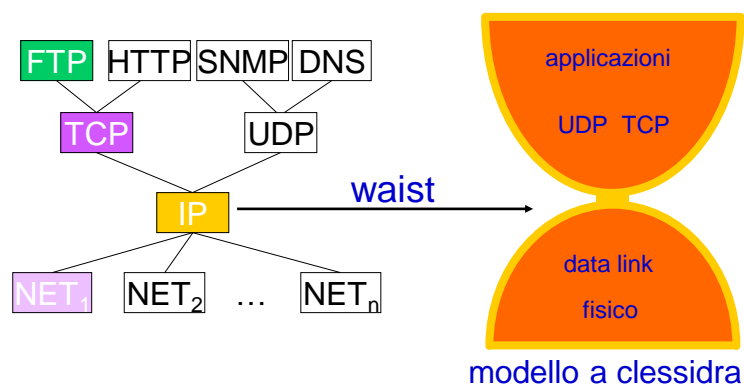 FTP HTTP SNMP DNS
TCP UDP
IP
NET1 NET2 … NETn
waist
applicazioni
UDP TCP
data link
fisico
modello a clessidra